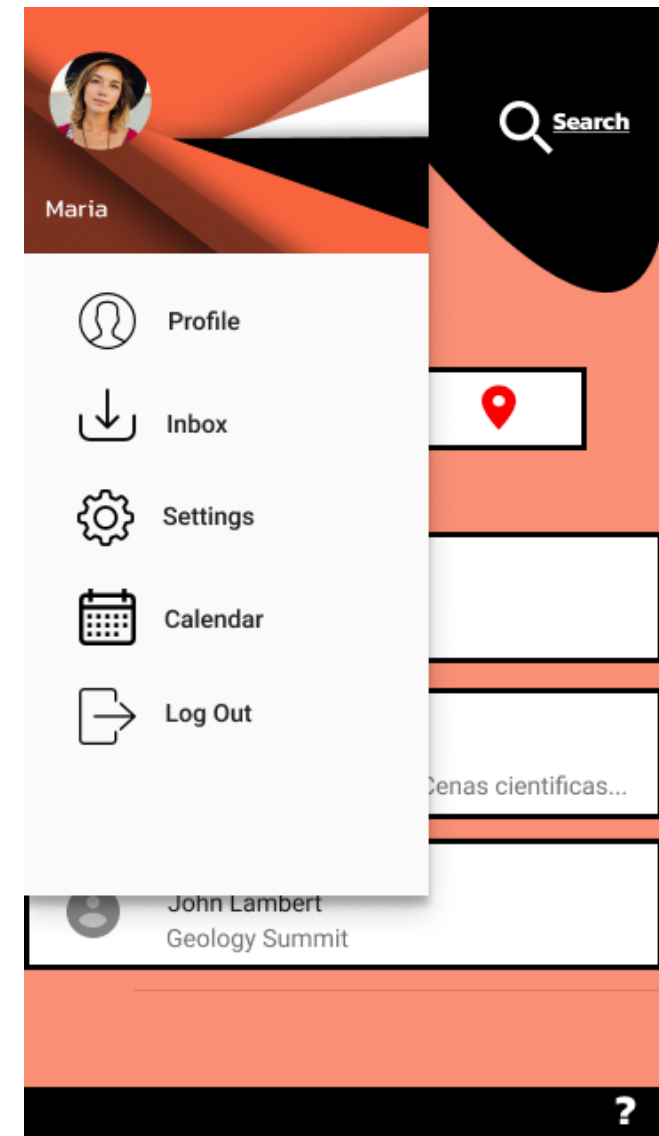 Search
Maria
Profile
Inbox
Settings
Calendar
Log Out
Cenas cientificas...
John Lambert
Geology Summit
?